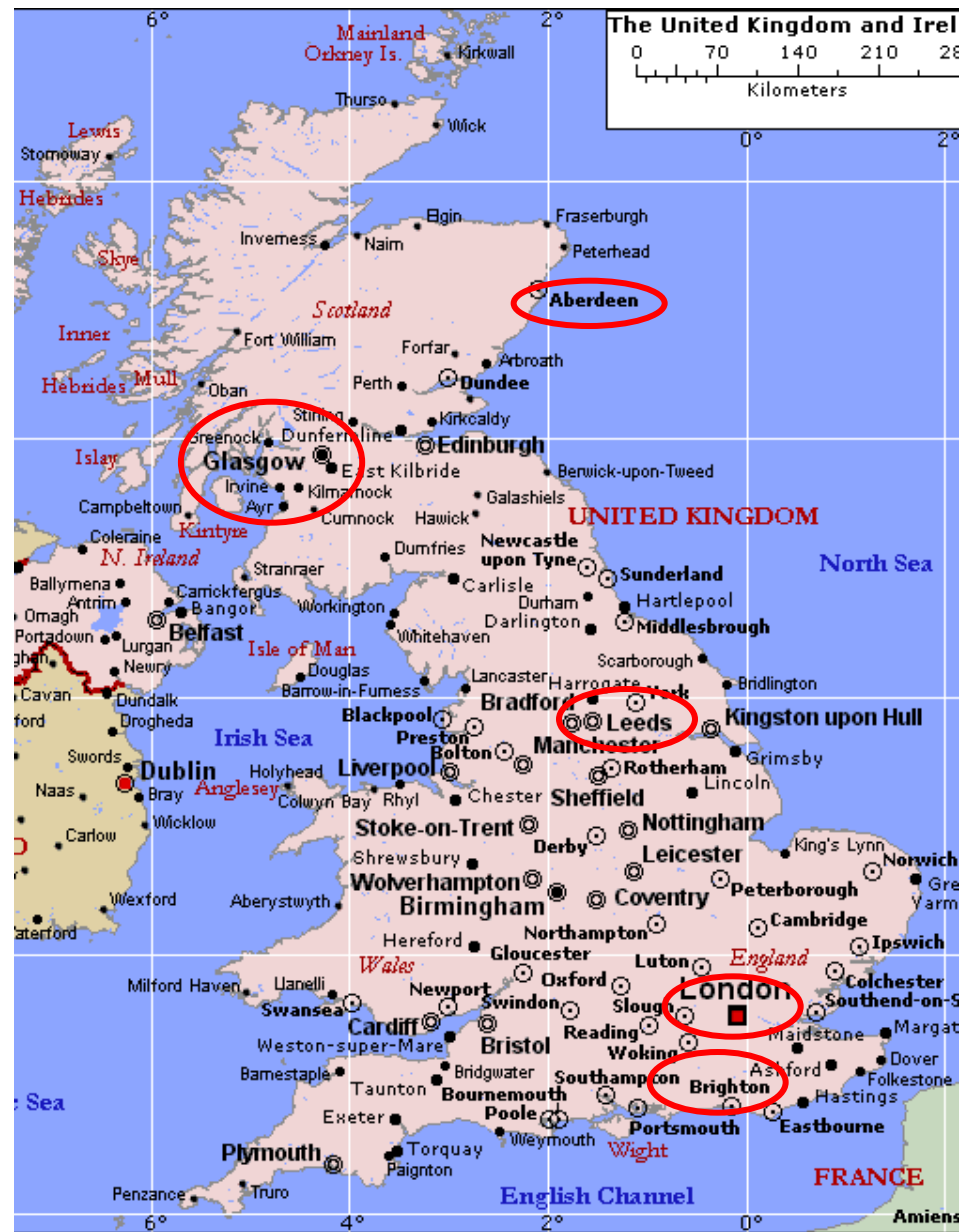 6°
2°
The United Kingdom and Irel
0 70 140 210 28
Kilometers
Mainland
Orkney Is.
Kirkwall
Thurso
Wick
0°
2°
Lewis
Stornoway
Hebrides
Skye
Elgin
Fraserburgh
Inverness
Nairn
Peterhead
Aberdeen
Scotland
Inner
Fort William
Forfar
Arbroath
Hebrides
Mull
Oban
Perth
Dundee
Stirling
Kirkcaldy
Greenock
Dunfermline
Edinburgh
Islay
Glasgow
East Kilbride
Berwick-upon-Tweed
Irvine
Kilmarnock
Galashiels
Campbeltown
Ayr
Cumnock
Hawick
UNITED KINGDOM
Kintyre
Coleraine
N. Ireland
Dumfries
Newcastle
upon Tyne
North Sea
Ballymena
Stranraer
Carlisle
Sunderland
Antrim
Carrickfergus
Bangor
Workington
Durham
Hartlepool
Omagh
Belfast
Darlington
Middlesbrough
Portadown
Lurgan
Whitehaven
Isle of Man
Newry
Douglas
Scarborough
ghan
Lancaster
Harrogate
Bridlington
Cavan
Dundalk
Barrow-in-Furness
York
ford
Drogheda
Bradford
Blackpool
Leeds
Kingston upon Hull
Irish Sea
Preston
Manchester
Bolton
Grimsby
Swords
Dublin
Holyhead
Liverpool
Rotherham
Naas
Bray
Anglesey
Colwyn Bay
Rhyl
Chester
Sheffield
Lincoln
Wicklow
Stoke-on-Trent
Nottingham
Carlow
Derby
King's Lynn
D
Shrewsbury
Leicester
Norwich
Wolverhampton
Peterborough
Gre
Yarm
Wexford
Aberystwyth
Birmingham
Coventry
Cambridge
aterford
Northampton
Hereford
Ipswich
Gloucester
England
Wales
Luton
Milford Haven
Llanelli
Oxford
Colchester
Newport
London
Swansea
Swindon
Slough
Southend-on-S
Cardiff
Reading
Margat
Bristol
Maidstone
Weston-super-Mare
Woking
Dover
Barnstaple
Bridgwater
Southampton
Ashford
Folkestone
Taunton
Bournemouth
Brighton
Hastings
c Sea
Exeter
Poole
Portsmouth
Eastbourne
Weymouth
Plymouth
Torquay
Wight
Paignton
FRANCE
Penzance
Truro
English Channel
6°
4°
2°
0°
Amiens